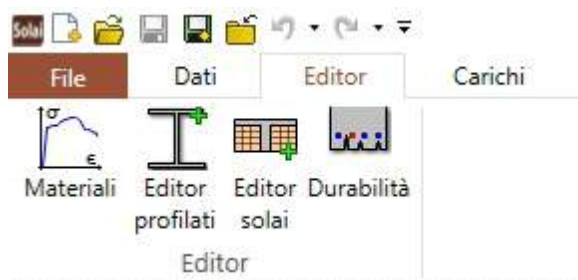 Solai
File Dati Editor Carichi
σ
ε
Materiali Editor profilati Editor solai Durabilità
Editor